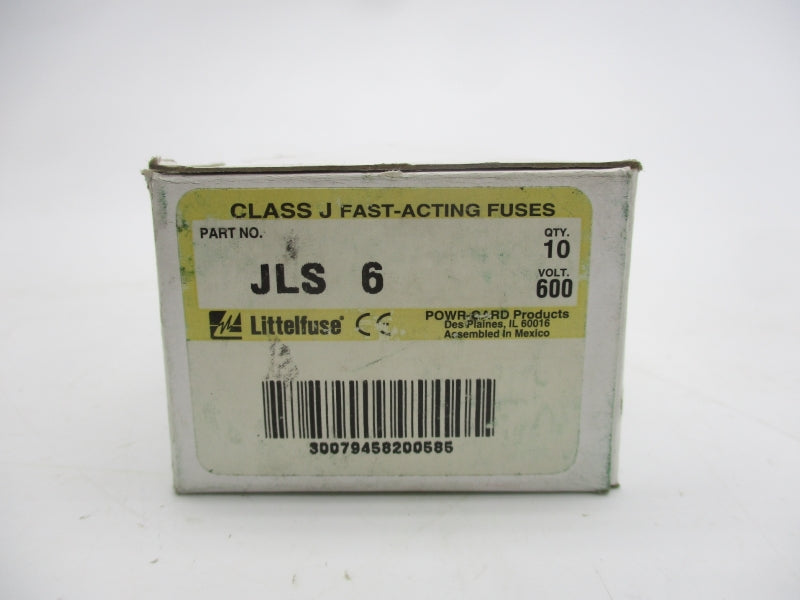 CLASS J FAST-ACTING FUSES
PART NO.
QTY.
10
JLS 6
VOLT.
600
Littelfuse® CE
POWR-GARD Products
Des Plaines, IL 60016
Assembled In Mexico
30079458200585